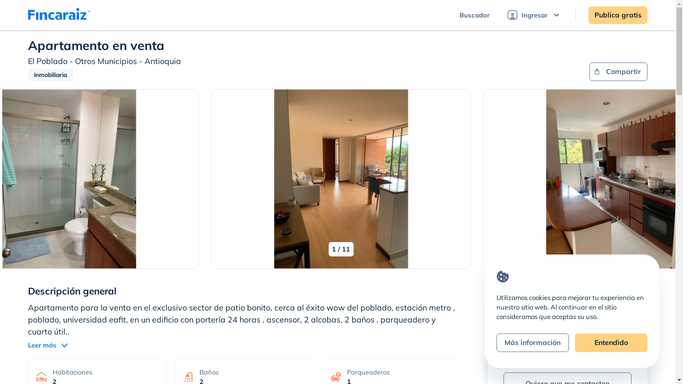 Fincaraiz
Buscador
Ingresar
Publica gratis
Apartamento en venta
El Poblado - Otros Municipios - Antioquia
Inmobiliaria
Compartir
1 / 11
Descripción general
Apartamento para la venta en el exclusivo sector de patio bonito, cerca al éxito wow del poblado, estación metro ,
poblado, universidad eafit, en un edificio con portería 24 horas , ascensor, 2 alcobas, 2 baños . parqueadero y
cuarto útil..
Leer más
Habitaciones
2
Baños
2
Parqueaderos
1
Utilizamos cookies para mejorar tu experiencia en
nuestro sitio web. Al continuar en el sitio
consideramos que aceptas su uso.
Más información
Entendido
Quiero que me contacten